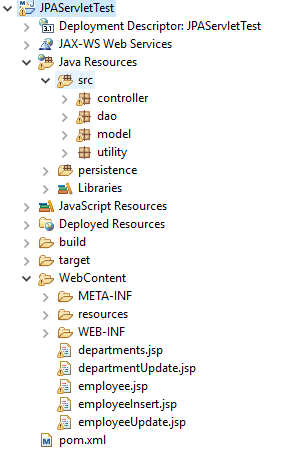 JPAServletTest
Deployment Descriptor: JPAServletTest
JAX-WS Web Services
Java Resources
src
controller
dao
model
utility
persistence
Libraries
JavaScript Resources
Deployed Resources
build
target
WebContent
META-INF
resources
WEB-INF
departments.jsp
departmentUpdate.jsp
employee.jsp
employeeInsert.jsp
employeeUpdate.jsp
pom.xml